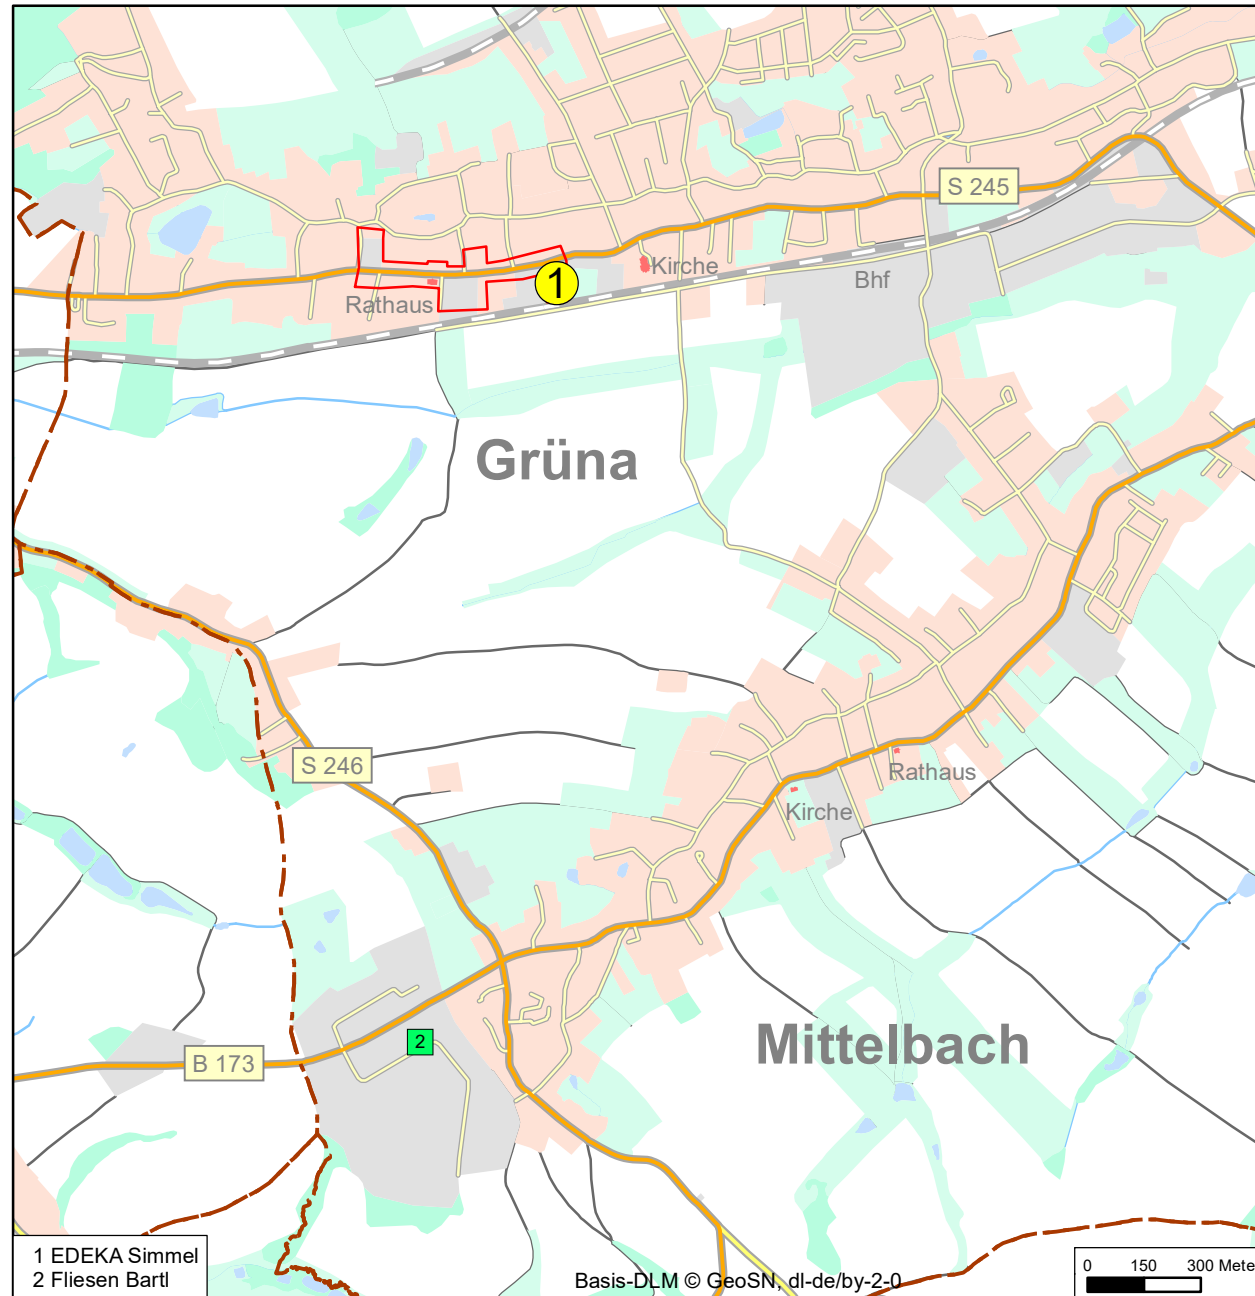 S 245
Kirche
1
Bhf
Rathaus
Grüna
S 246
Rathaus
Kirche
2
Mittelbach
B 173
1 EDEKA Simmel
2 Fliesen Bartl
Basis-DLM © GeoSN, dl-de/by-2-0
0 150 300 Mete